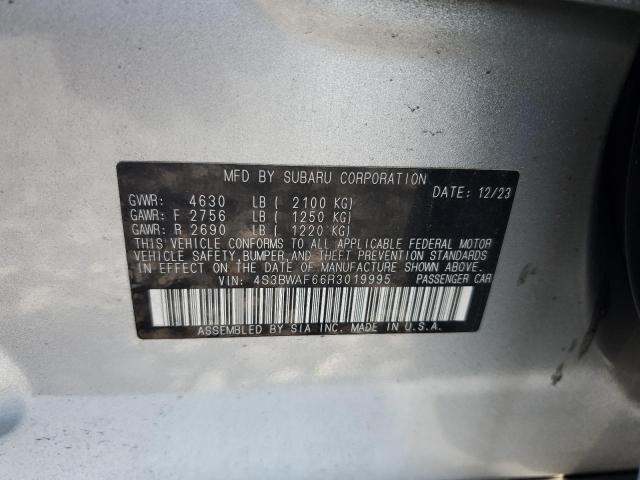 MFD BY SUBARU CORPORATION
DATE: 12/23
GVWR: 4630 LB ( 2100 KG)
GAWR: F 2756 LB ( 1250 KG)
GAWR: R 2690 LB ( 1220 KG)
THIS VEHICLE CONFORMS TO ALL APPLICABLE FEDERAL MOTOR
VEHICLE SAFETY, BUMPER, AND THEFT PREVENTION STANDARDS
IN EFFECT ON THE DATE OF MANUFACTURE SHOWN ABOVE.
VIN: 4S3BWAF66R3019995 PASSENGER CAR
ASSEMBLED BY SIA INC. MADE IN U.S.A.